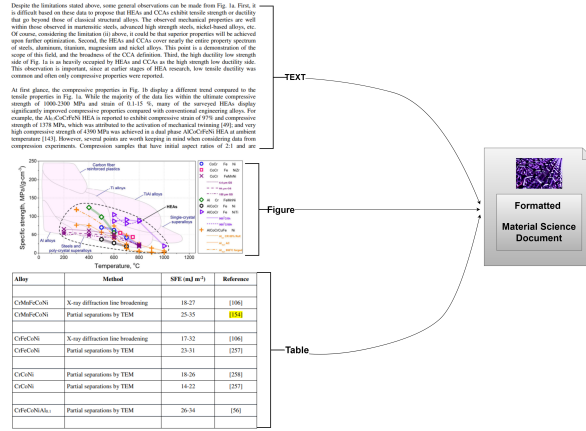 Despite the limitations stated above, some general observations can be made from Fig. 1a. First, it
is difficult based on these data to propose that HEAs and CCAs exhibit tensile strength or ductility
that go beyond those of classical structural alloys. The observed mechanical properties are well
within those observed in martensitic steels, advanced high strength steels, nickel-based alloys, etc.
Of course, considering the limitation (ii) above, it could be that superior properties will be achieved
upon further optimization. Second, the HEAs and CCAs cover nearly the entire property spectrum
of steels, aluminum, titanium, magnesium and nickel alloys. This point is a demonstration of the
scope of this field, and the broadness of the CCA definition. Third, the high ductility low strength
side of Fig. 1a is as heavily occupied by HEAs and CCAs as the high strength low ductility side.
This observation is important, since at earlier stages of HEA research, low tensile ductility was
common and often only compressive properties were reported.
At first glance, the compressive properties in Fig. 1b display a different trend compared to the
tensile properties in Fig. 1a. While the majority of the data lies within the ultimate compressive
strength of 1000-2300 MPa and strain of 0.1-15 %, many of the surveyed HEAs display
significantly improved compressive properties compared with conventional engineering alloys. For
example, the Al₀.₅CoCrFeNi HEA is reported to exhibit compressive strain of 97% and compressive
strength of 1378 MPa, which was attributed to the activation of mechanical twinning [49]; and very
high compressive strength of 4390 MPa was achieved in a dual phase AlCoCrFeNi HEA at ambient
temperature [143]. However, several points are worth keeping in mind when considering data from
compression experiments. Compression samples that have initial aspect ratios of 2:1 and
TEXT
Specific strength, MPa/g·cm⁻³
250
200
150
100
50
0
Carbon fiber
reinforced plastics
Ti alloys
TiAl alloys
HEAs
Single-crystal
superalloys
Al alloys
Steels and
poly-crystal superalloys
0 200 400 600 800 1000 1200
Temperature, °C
Figure
Alloy Method SFE (mJ m⁻²) Reference
CrMnFeCoNi X-ray diffraction line broadening 18-27 [106]
CrMnFeCoNi Partial separations by TEM 25-35 [154]
CrFeCoNi X-ray diffraction line broadening 17-32 [106]
CrFeCoNi Partial separations by TEM 23-31 [257]
CrCoNi Partial separations by TEM 18-26 [258]
CrCoNi Partial separations by TEM 14-22 [257]
CrFeCoNiAl₀.₁ Partial separations by TEM 26-34 [56]
Table
Formatted
Material Science
Document